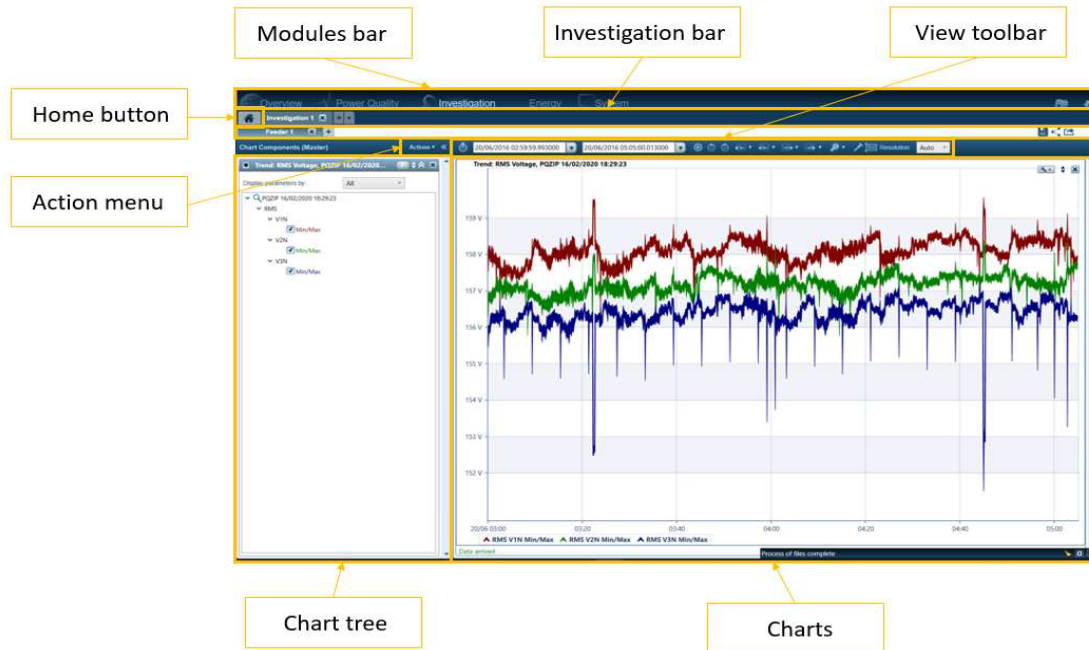 Modules bar
Investigation bar
View toolbar
Home button
Overview Power Quality Investigation Energy System
Investigation 1
Feeder 1
Chart Components (Master) Actions 20/06/2016 02:59:59.993000 20/06/2016 05:05:00.013000 Resolution: Auto
Action menu
Trend: RMS Voltage, PQZIP 16/02/2020...
Trend: RMS Voltage, PQZIP 16/02/2020 18:29:23
Display parameters by: All
PQZIP 16/02/2020 18:29:23
RMS
V1N
Min/Max
V2N
Min/Max
V3N
Min/Max
159 V
158 V
157 V
156 V
155 V
154 V
153 V
152 V
20/06 03:00 03:20 03:40 04:00 04:20 04:40 05:00
RMS V1N Min/Max RMS V2N Min/Max RMS V3N Min/Max
Data arrived
Process of files complete
Chart tree
Charts